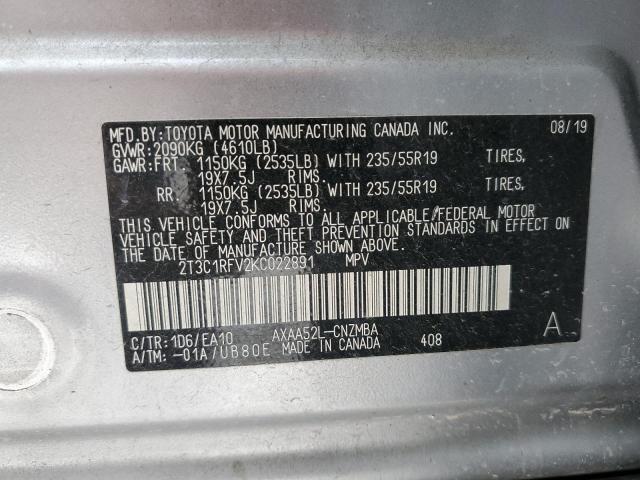 MFD.BY:TOYOTA MOTOR MANUFACTURING CANADA INC. 08/19
GVWR:2090KG (4610LB)
GAWR:FRT. 1150KG (2535LB) WITH 235/55R19 TIRES,
19X7.5J RIMS.
RR. 1150KG (2535LB) WITH 235/55R19 TIRES,
19X7.5J RIMS.
THIS VEHICLE CONFORMS TO ALL APPLICABLE/FEDERAL MOTOR
VEHICLE SAFETY AND THEFT PREVENTION STANDARDS IN EFFECT ON
THE DATE OF MANUFACTURE SHOWN ABOVE.
2T3C1RFV2KC022891 MPV
C/TR:1D6/EA10 AXAA52L-CNZMBA A
A/TM:-01A/UB80E MADE IN CANADA 408